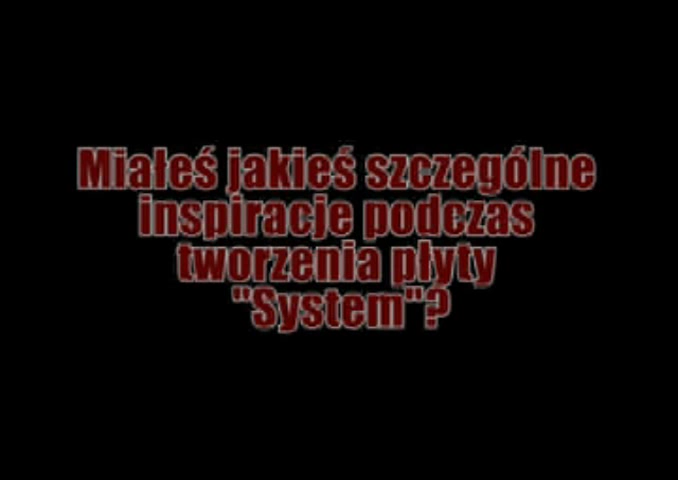 Miałeś jakieś szczególne
inspiracje podczas
tworzenia płyty
"System"?